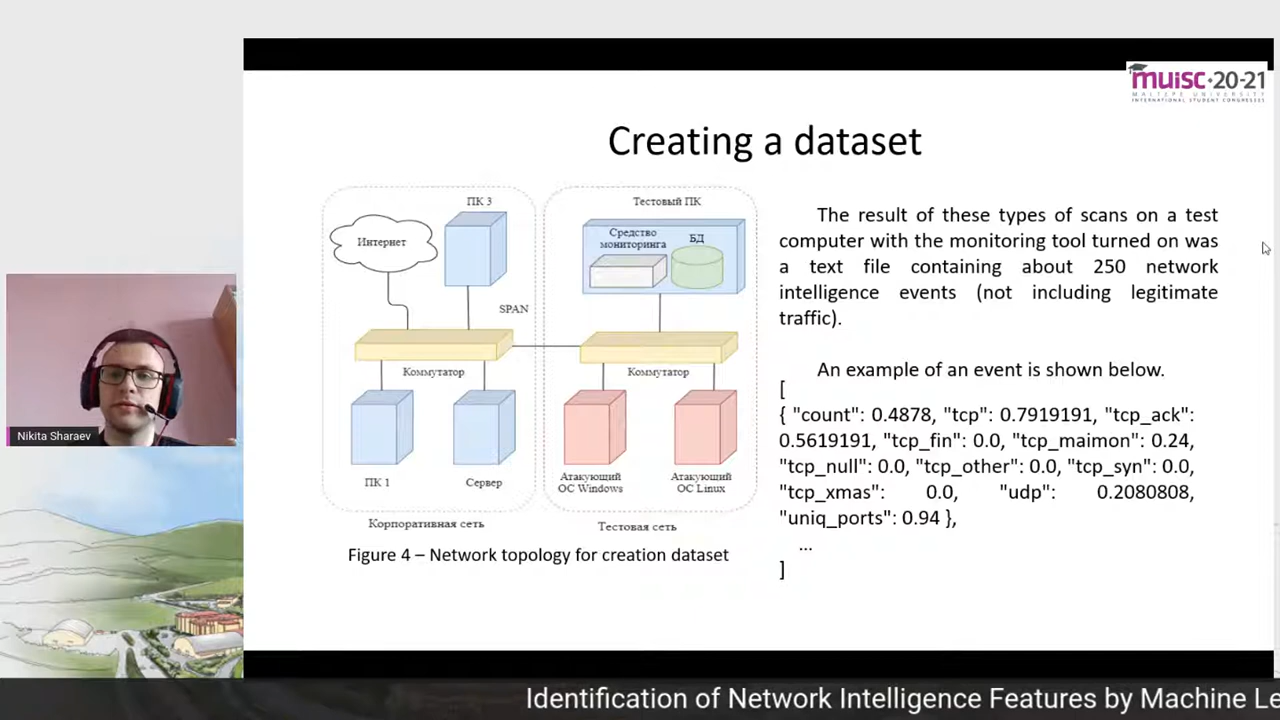 muisc·20-21
MALTEPE UNIVERSITY
INTERNATIONAL STUDENT CONGRESSES
Creating a dataset
ПК 3
Интернет
SPAN
Коммутатор
ПК 1
Сервер
Корпоративная сеть
Тестовый ПК
Средство
мониторинга
БД
Коммутатор
Атакующий
ОС Windows
Атакующий
ОС Linux
Тестовая сеть
Figure 4 – Network topology for creation dataset
The result of these types of scans on a test
computer with the monitoring tool turned on was
a text file containing about 250 network
intelligence events (not including legitimate
traffic).
An example of an event is shown below.
[
{ "count": 0.4878, "tcp": 0.7919191, "tcp_ack":
0.5619191, "tcp_fin": 0.0, "tcp_maimon": 0.24,
"tcp_null": 0.0, "tcp_other": 0.0, "tcp_syn": 0.0,
"tcp_xmas": 0.0, "udp": 0.2080808,
"uniq_ports": 0.94 },
...
]
Nikita Sharaev
Identification of Network Intelligence Features by Machine Le